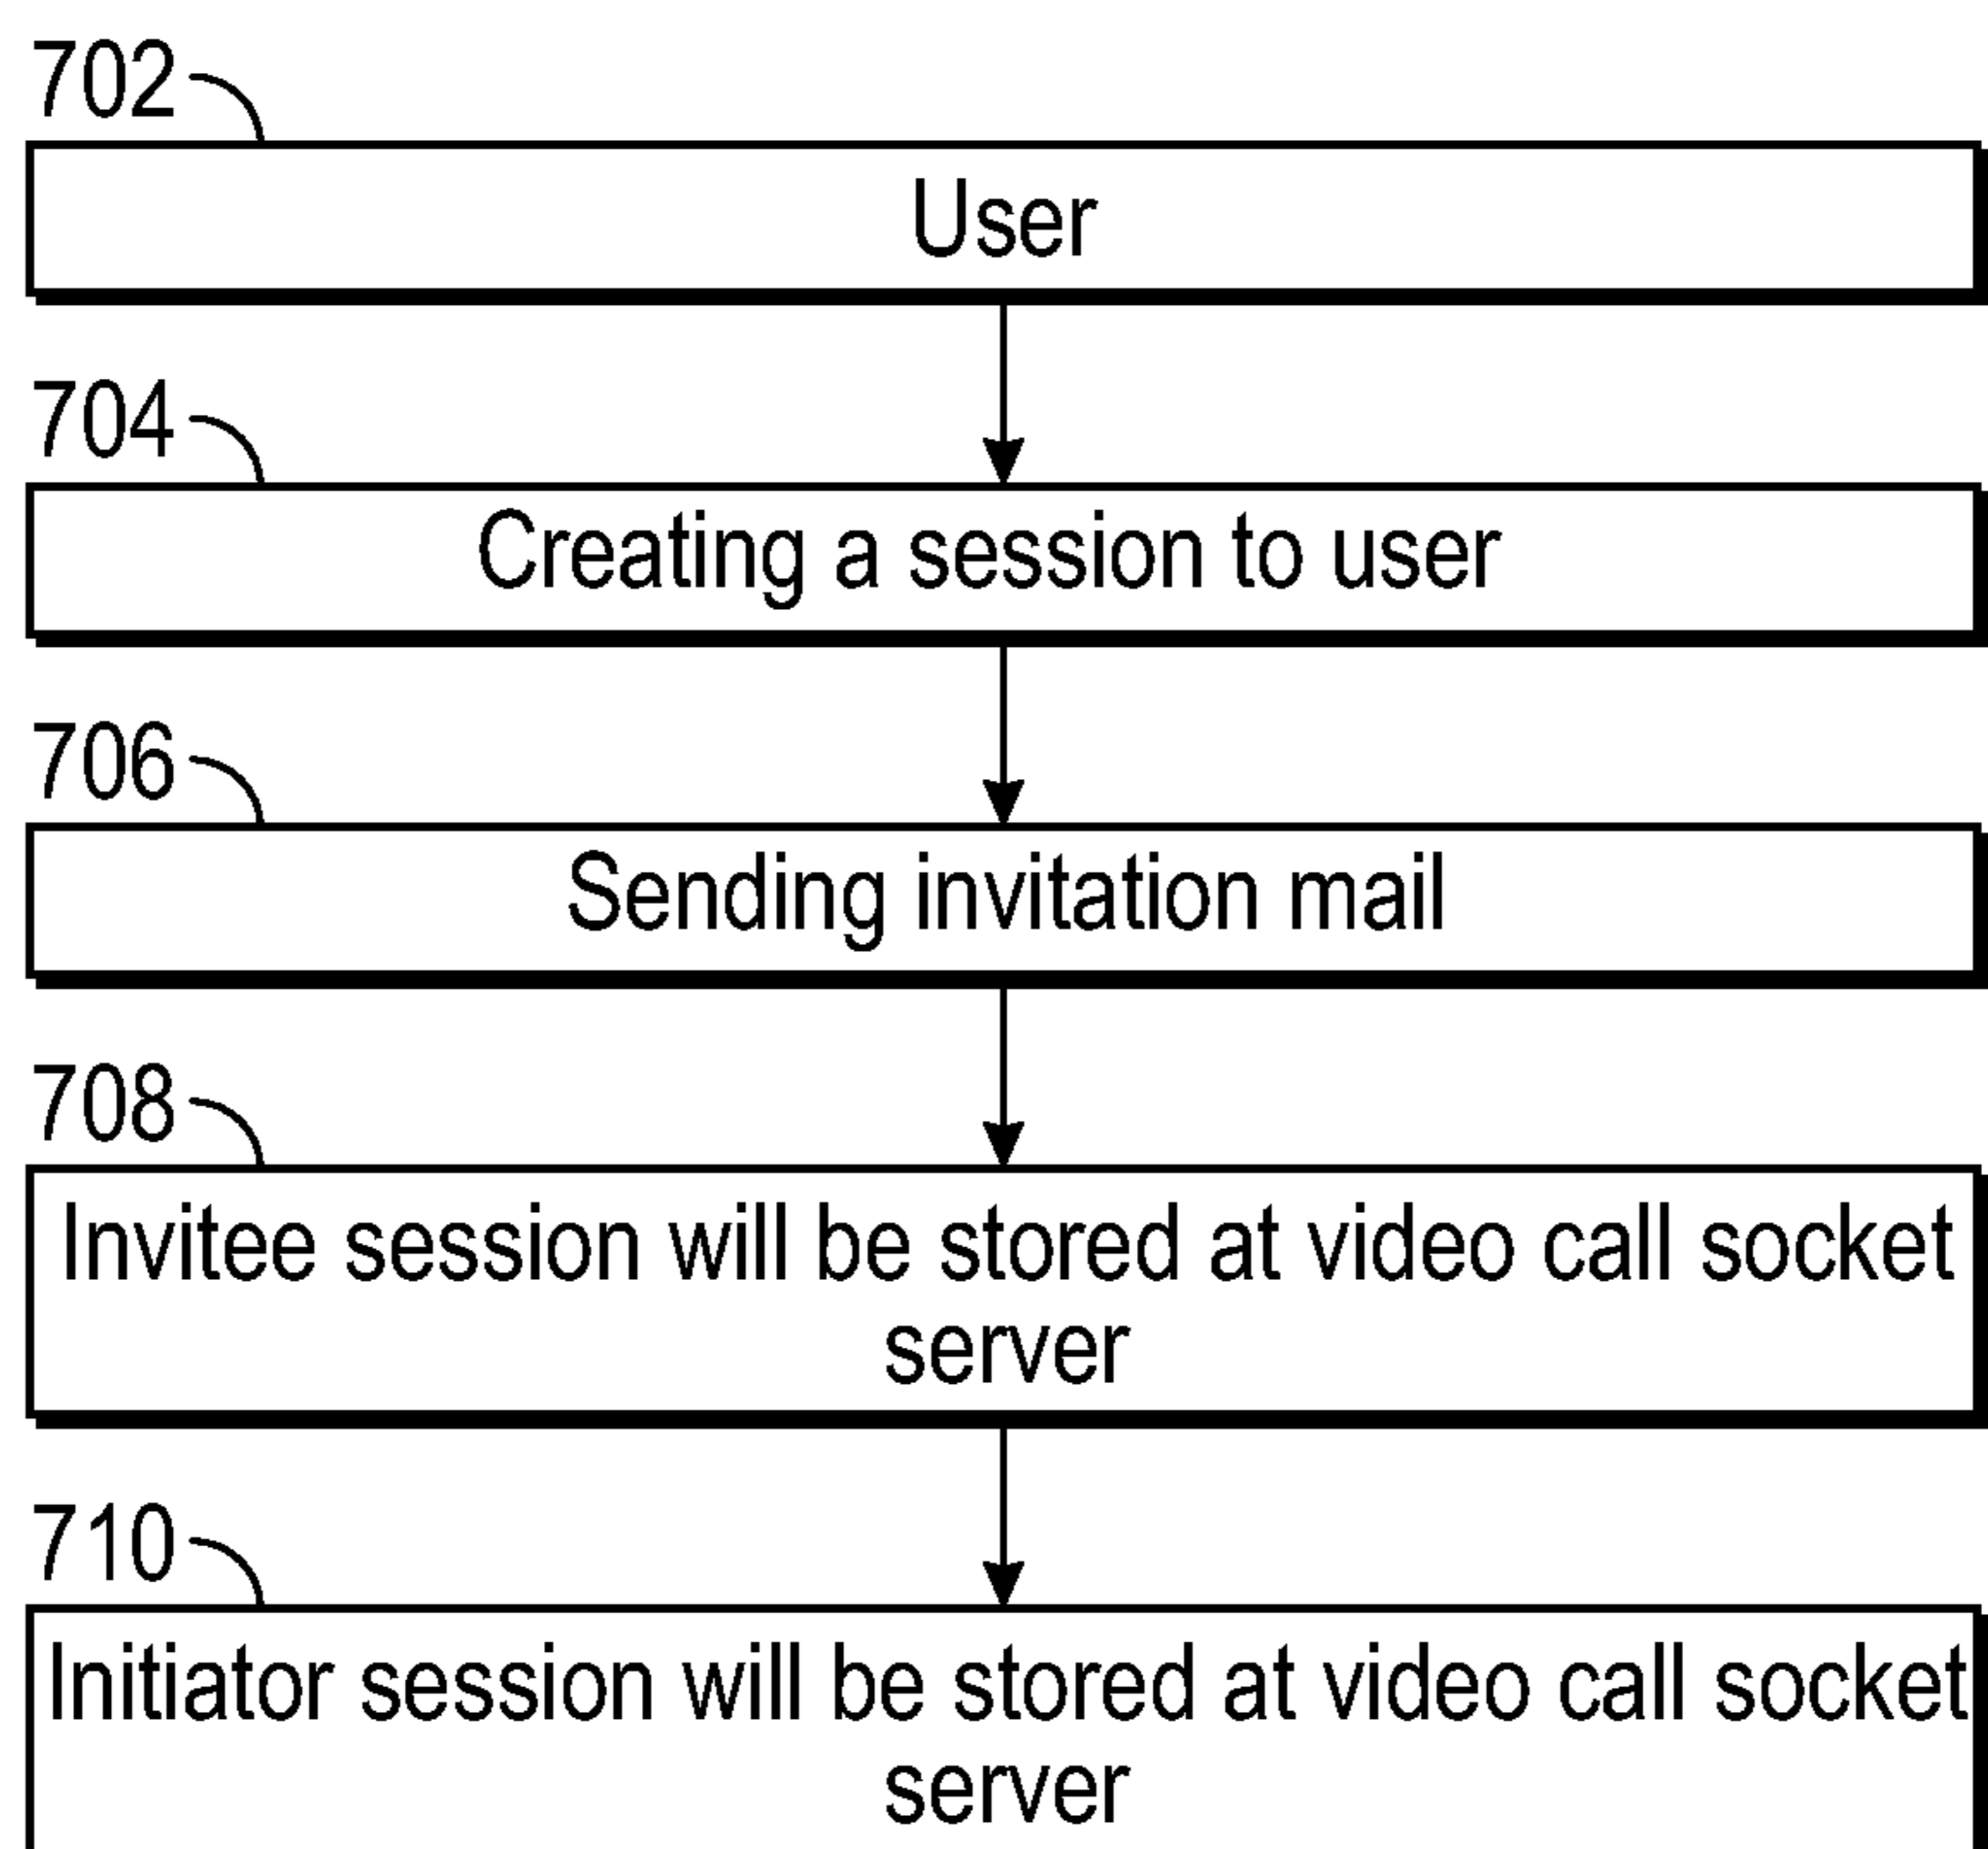 702
User
704
Creating a session to user
706
Sending invitation mail
708
Invitee session will be stored at video call socket
server
710
Initiator session will be stored at video call socket
server